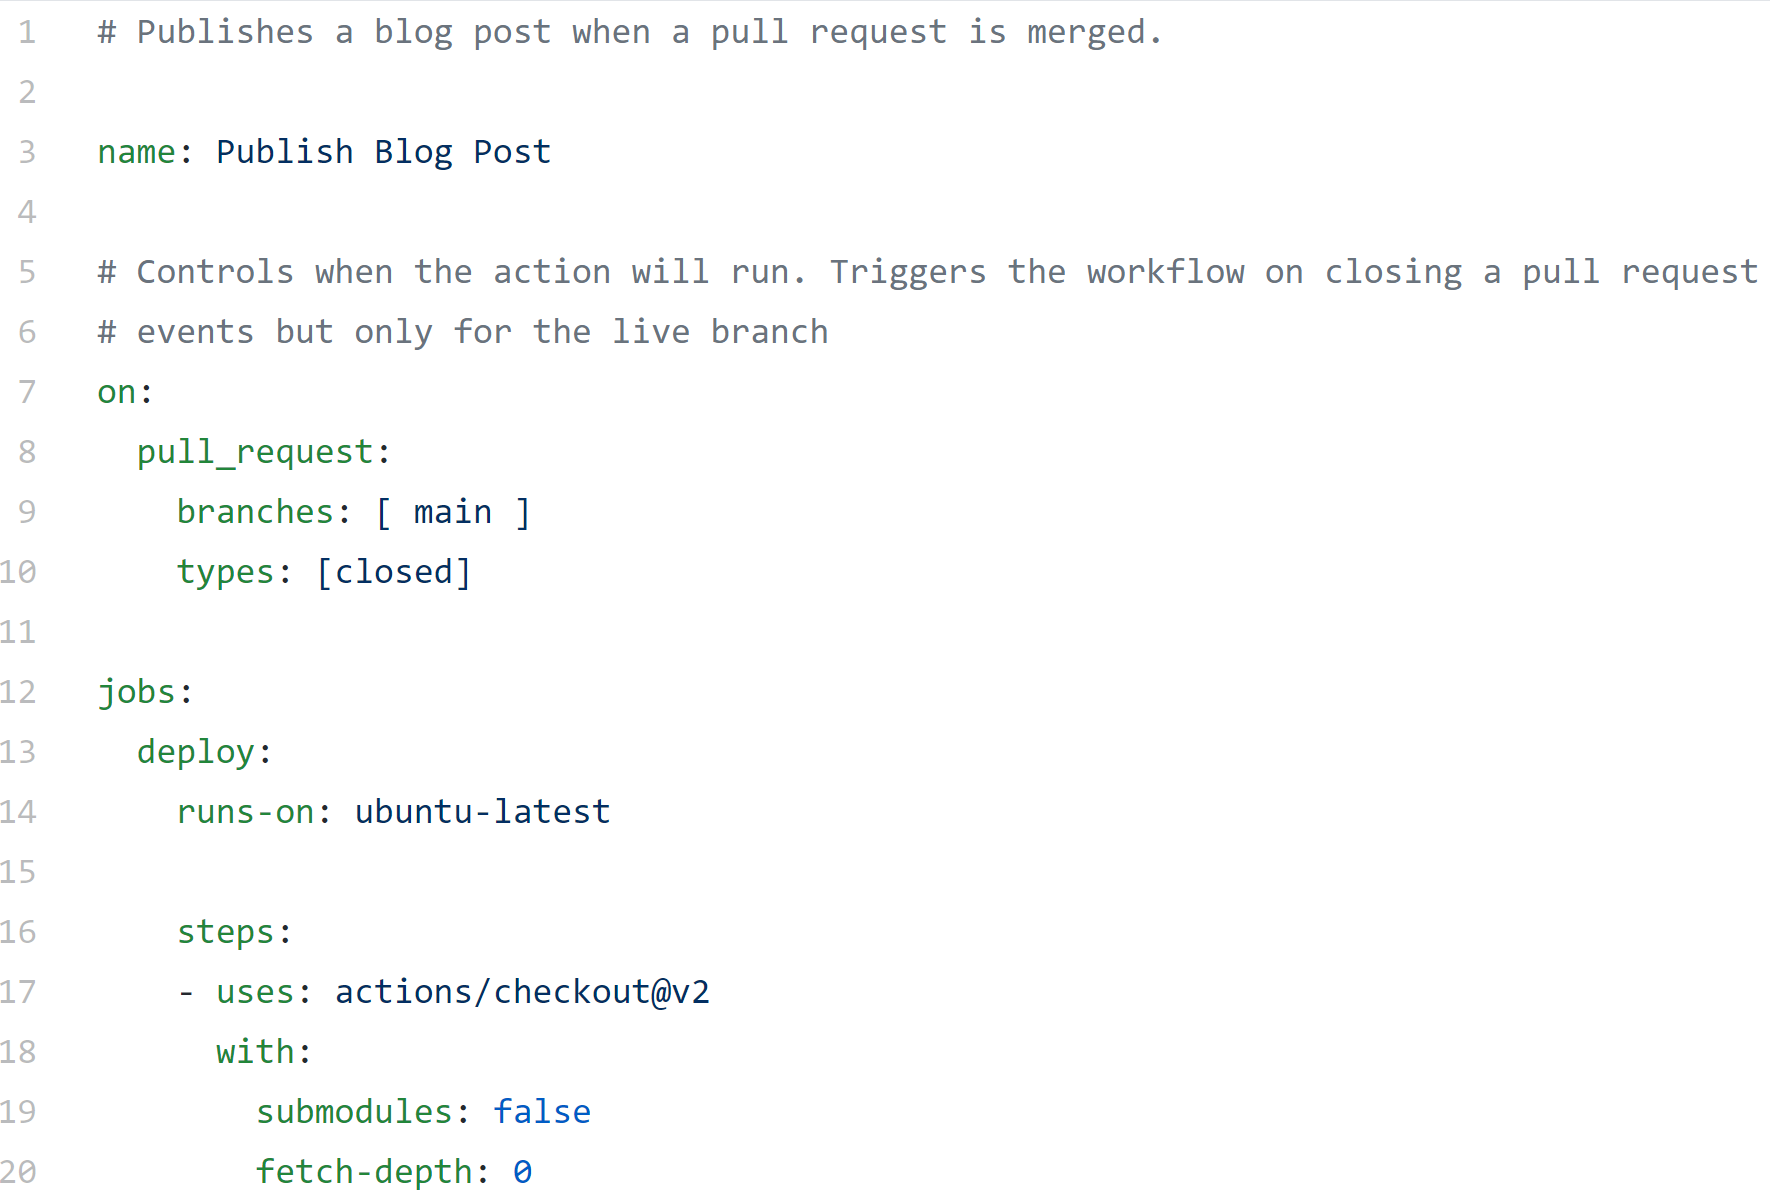 1 # Publishes a blog post when a pull request is merged.
2
3 name: Publish Blog Post
4
5 # Controls when the action will run. Triggers the workflow on closing a pull request
6 # events but only for the live branch
7 on:
8   pull_request:
9     branches: [ main ]
10     types: [closed]
11
12 jobs:
13   deploy:
14     runs-on: ubuntu-latest
15
16     steps:
17     - uses: actions/checkout@v2
18       with:
19         submodules: false
20         fetch-depth: 0